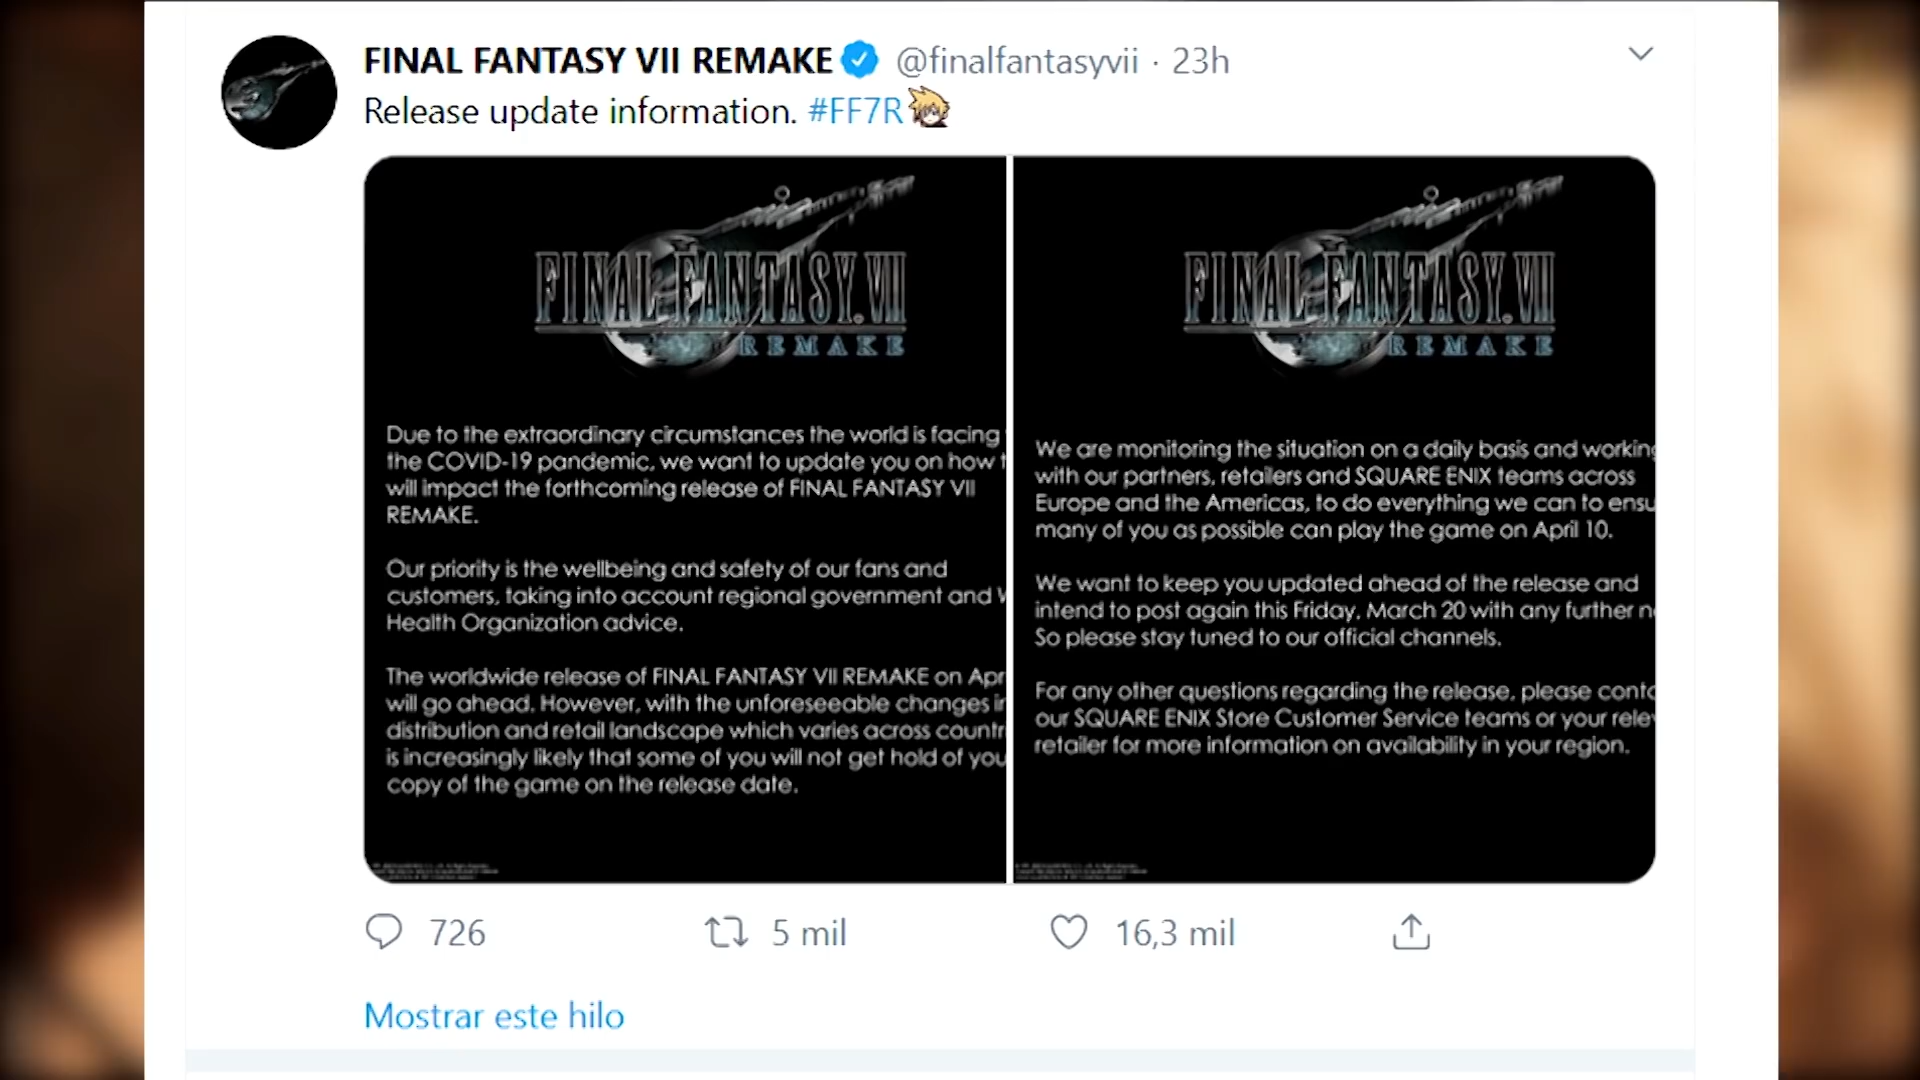 FINAL FANTASY VII REMAKE @finalfantasyvii · 23h
Release update information. #FF7R
FINAL FANTASY.VII
REMAKE
Due to the extraordinary circumstances the world is facing
the COVID-19 pandemic, we want to update you on how
will impact the forthcoming release of FINAL FANTASY VII
REMAKE.
Our priority is the wellbeing and safety of our fans and
customers, taking into account regional government and
Health Organization advice.
The worldwide release of FINAL FANTASY VII REMAKE on Apr
will go ahead. However, with the unforeseeable changes in
distribution and retail landscape which varies across countr
is increasingly likely that some of you will not get hold of you
copy of the game on the release date.
FINAL FANTASY.VII
REMAKE
We are monitoring the situation on a daily basis and working
with our partners, retailers and SQUARE ENIX teams across
Europe and the Americas, to do everything we can to ensu
many of you as possible can play the game on April 10.
We want to keep you updated ahead of the release and
intend to post again this Friday, March 20 with any further
So please stay tuned to our official channels.
For any other questions regarding the release, please conta
our SQUARE ENIX Store Customer Service teams or your rele
retailer for more information on availability in your region.
726 5 mil 16,3 mil
Mostrar este hilo